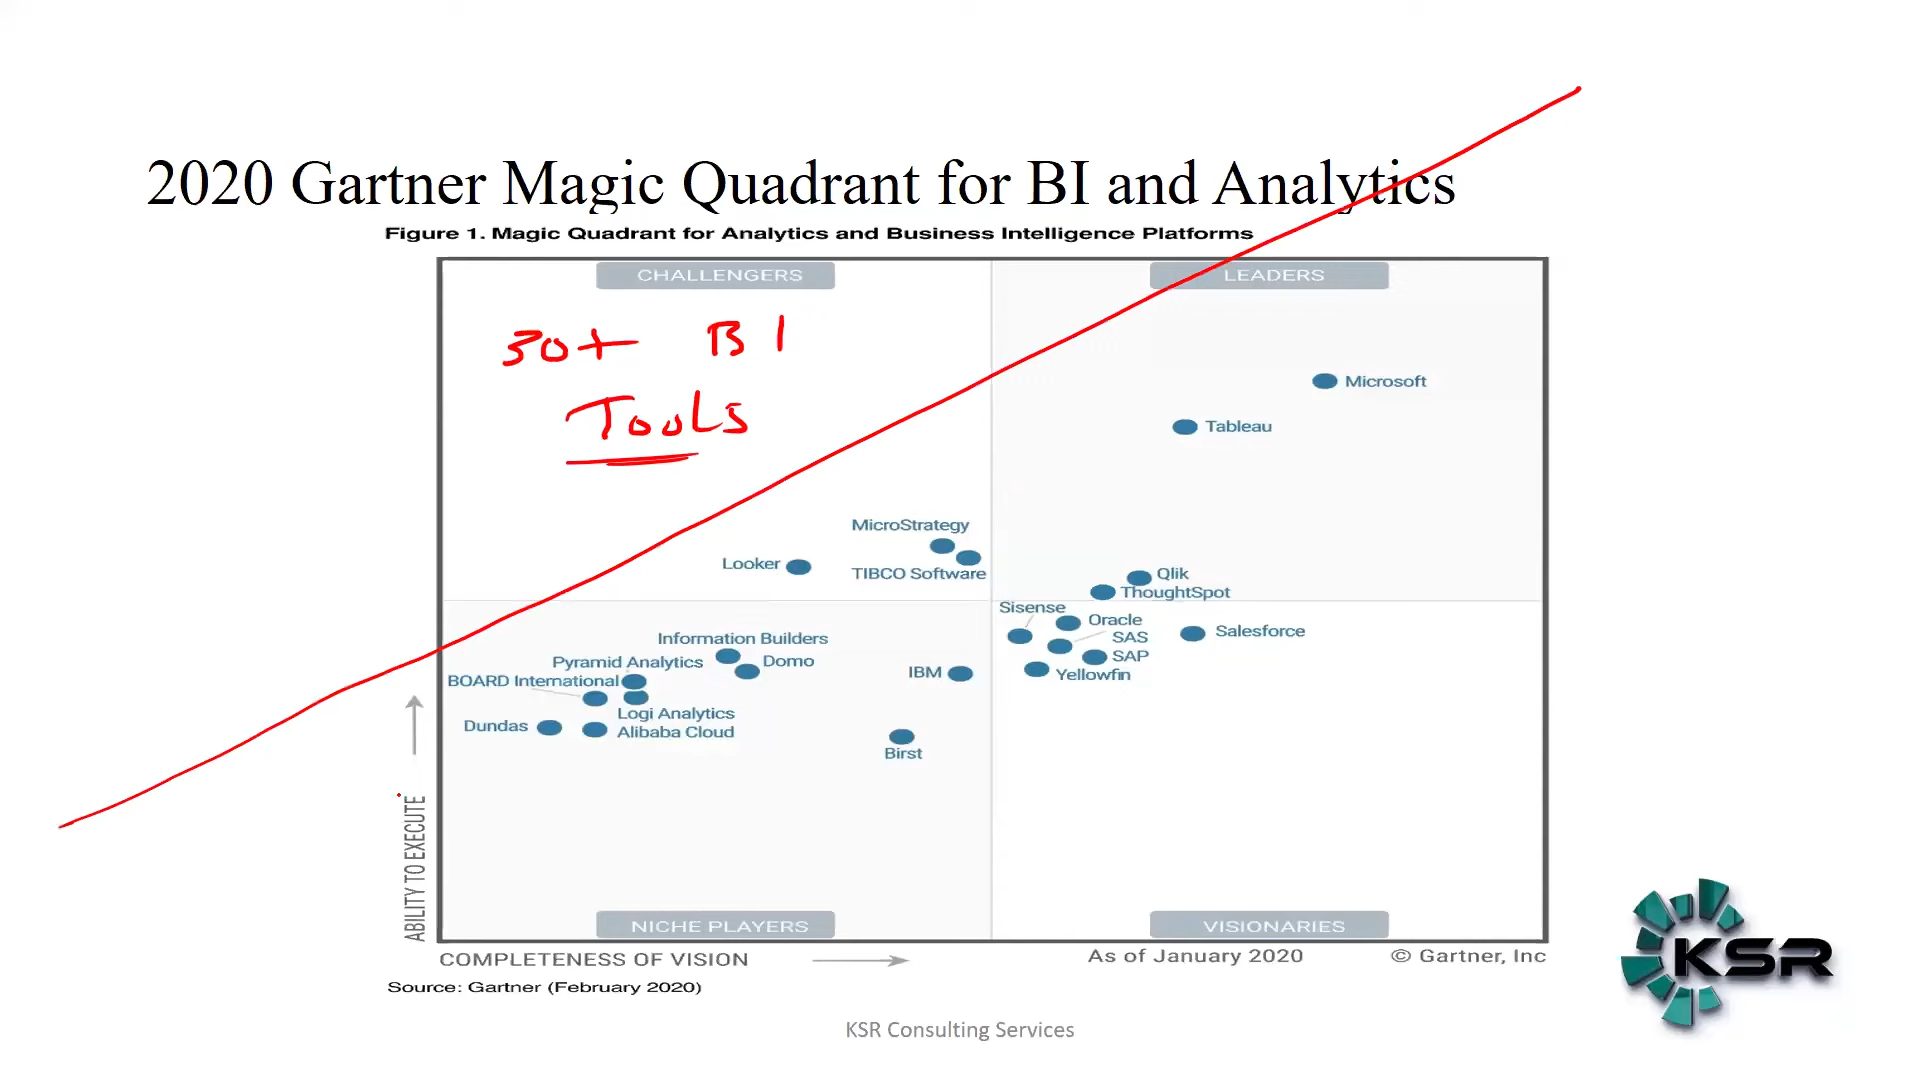 2020 Gartner Magic Quadrant for BI and Analytics
Figure 1. Magic Quadrant for Analytics and Business Intelligence Platforms
CHALLENGERS
LEADERS
30+ BI
Tools
Microsoft
Tableau
MicroStrategy
Looker
TIBCO Software
Qlik
ThoughtSpot
Sisense
Oracle
SAS
Salesforce
SAP
Yellowfin
Information Builders
Pyramid Analytics
Domo
BOARD International
IBM
Logi Analytics
Dundas
Alibaba Cloud
Birst
ABILITY TO EXECUTE
NICHE PLAYERS
VISIONARIES
COMPLETENESS OF VISION
As of January 2020
© Gartner, Inc
Source: Gartner (February 2020)
KSR
KSR Consulting Services